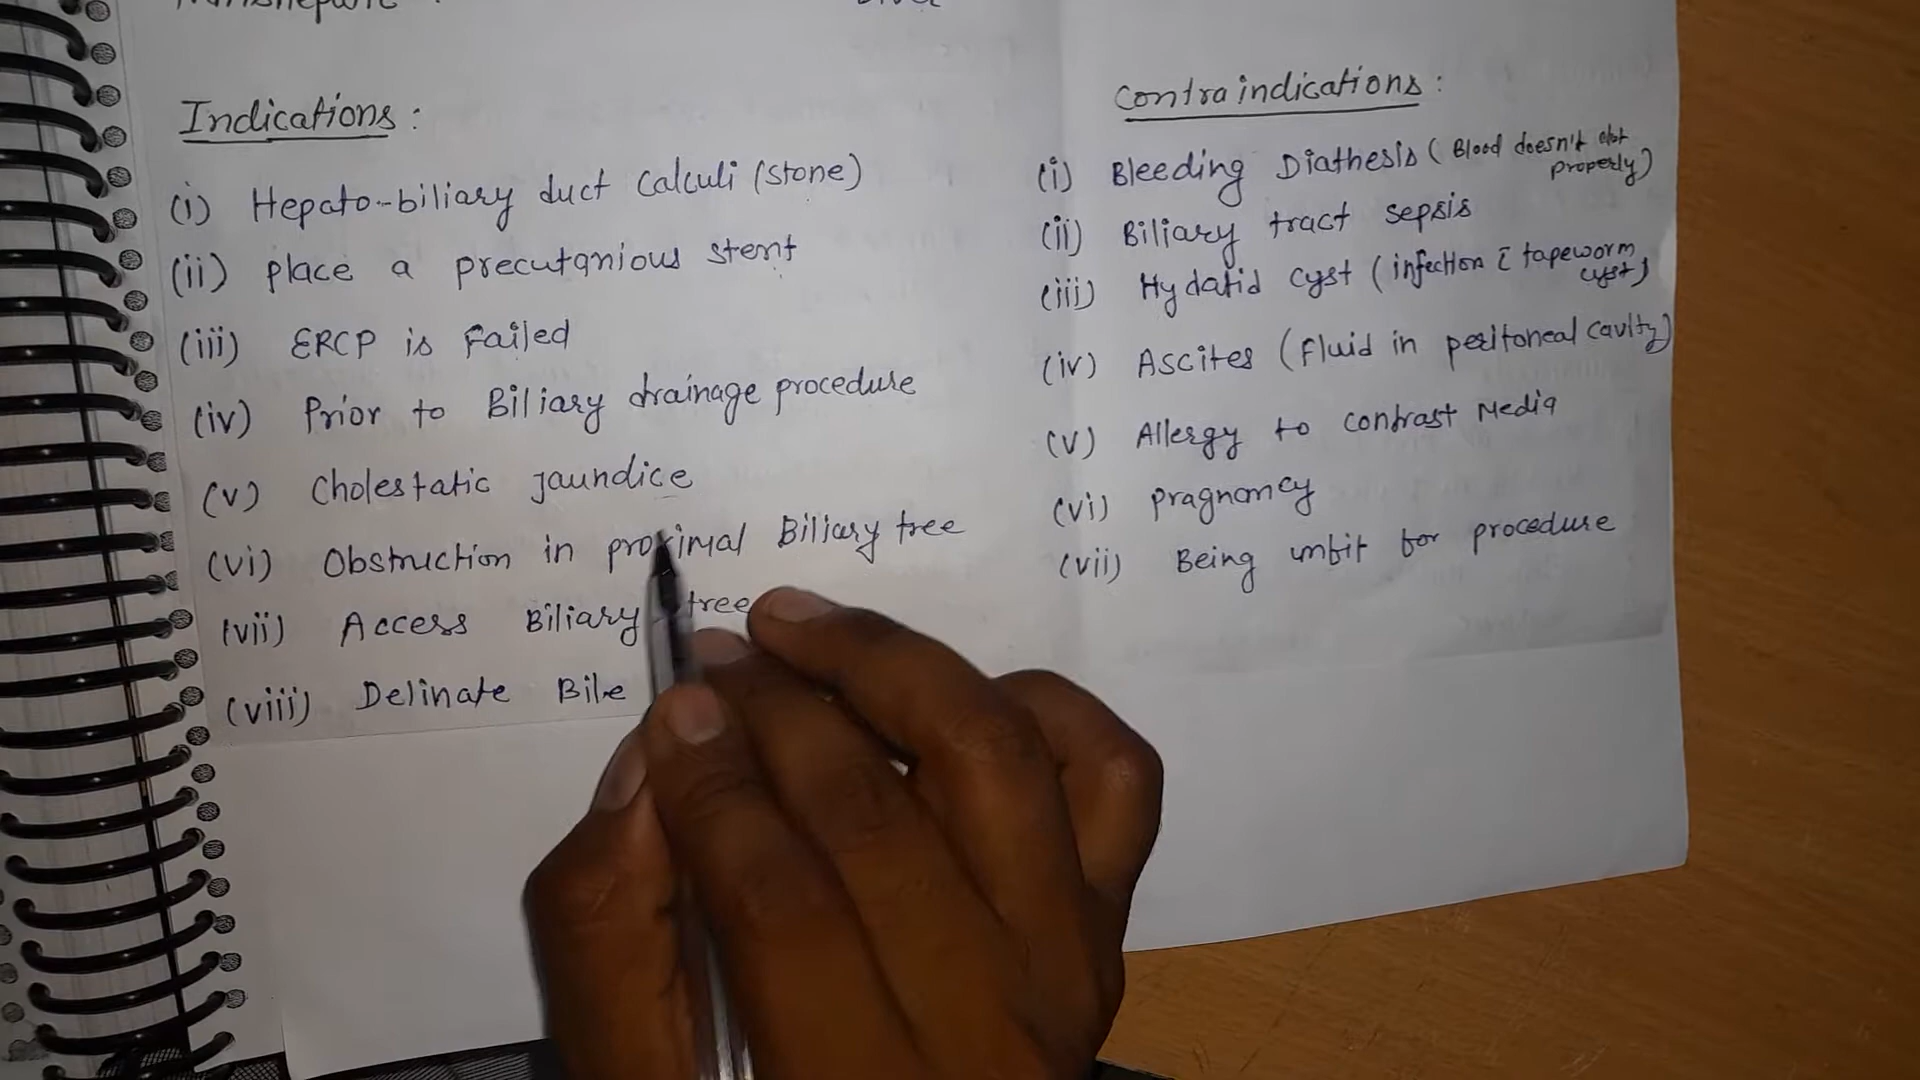 Indications :
(i) Hepato-biliary duct calculi (stone)
(ii) place a precutanious stent
(iii) ERCP is Failed
(iv) Prior to Biliary drainage procedure
(v) Cholestatic jaundice
(vi) Obstruction in proximal Biliary tree
(vii) Access Biliary tree
(viii) Delinate Bile
Contraindications :
(i) Bleeding Diathesis (Blood doesn't clot
properly)
(ii) Biliary tract sepsis
(iii) Hydatid cyst (infection c̄ tapeworm
cyst)
(iv) Ascites (Fluid in peritoneal cavity)
(v) Allergy to contrast Media
(vi) pragnancy
(vii) Being unfit for procedure